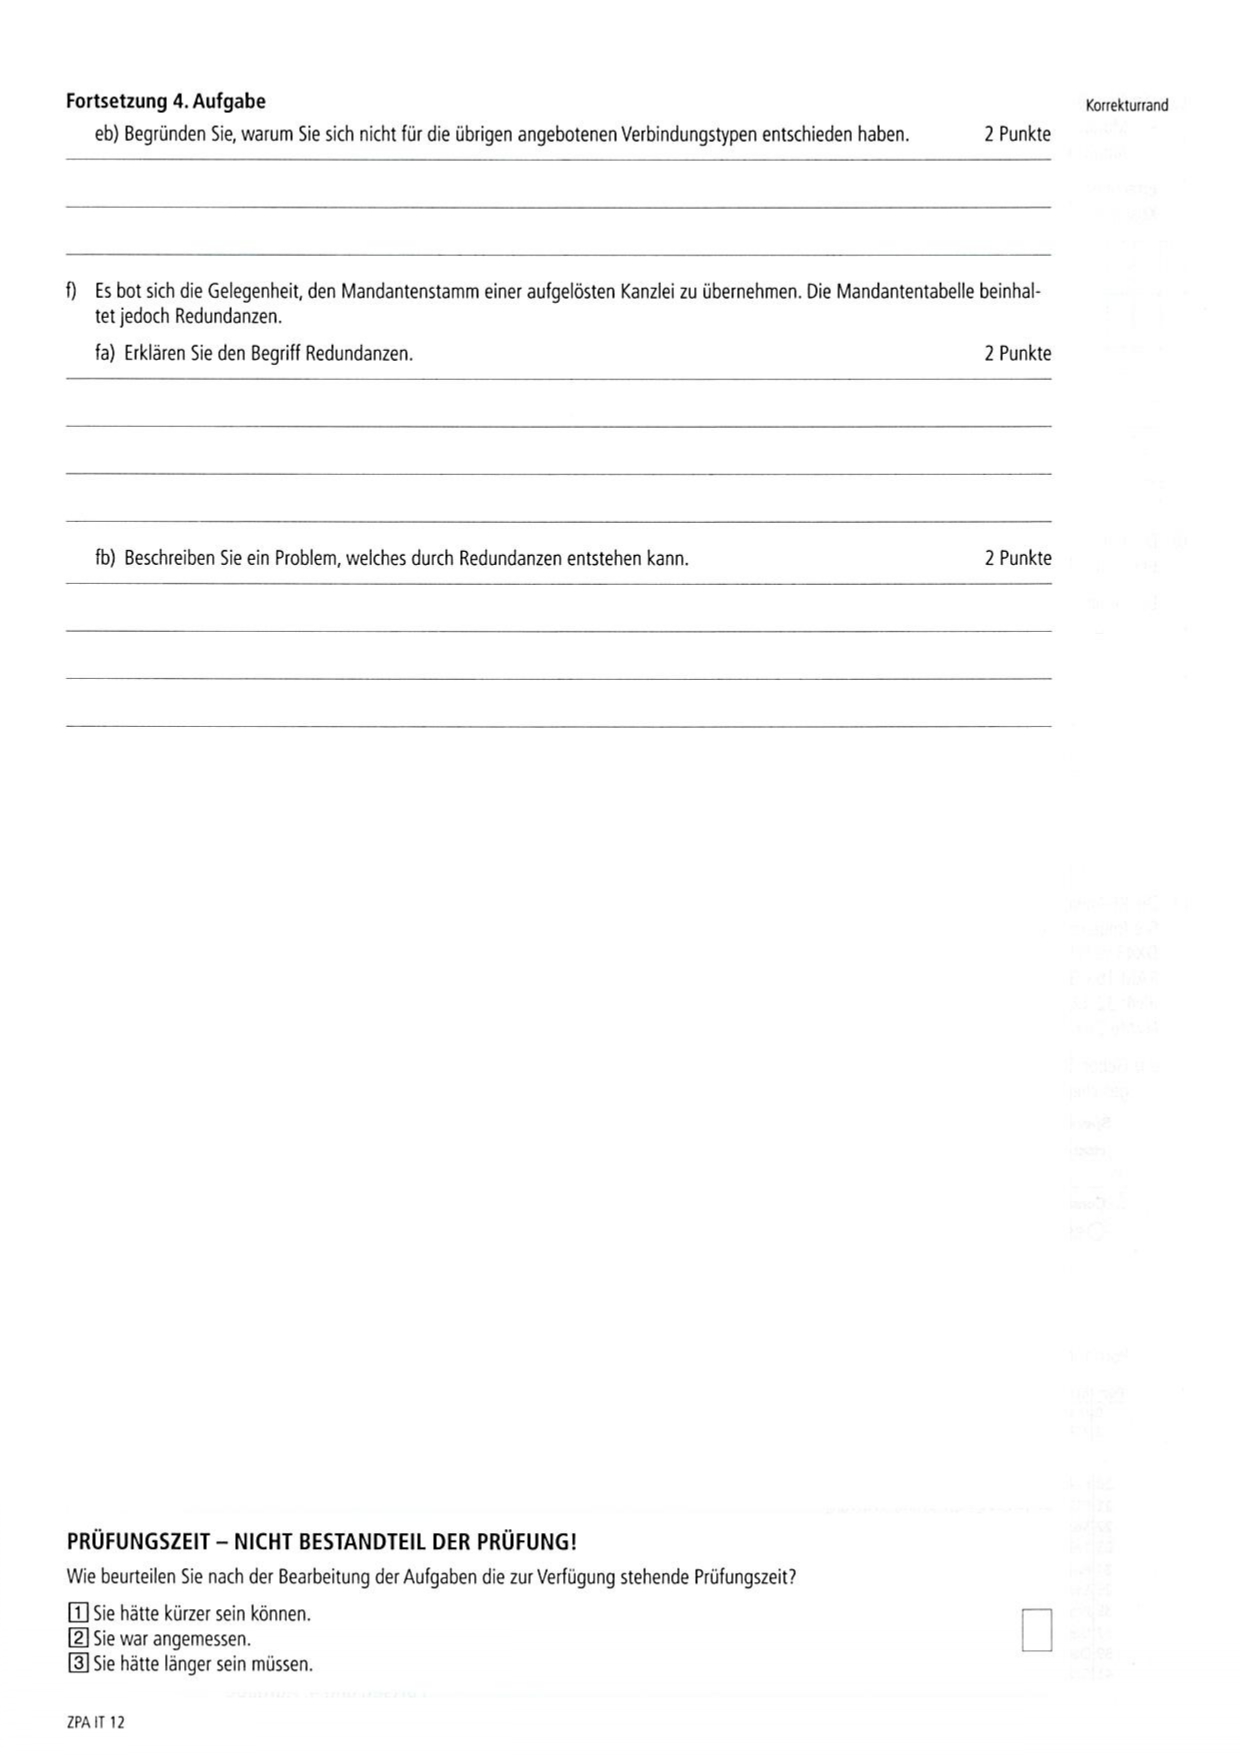 Fortsetzung 4. Aufgabe
Korrekturrand
eb) Begründen Sie, warum Sie sich nicht für die übrigen angebotenen Verbindungstypen entschieden haben. 2 Punkte
f) Es bot sich die Gelegenheit, den Mandantenstamm einer aufgelösten Kanzlei zu übernehmen. Die Mandantentabelle beinhal-
tet jedoch Redundanzen.
fa) Erklären Sie den Begriff Redundanzen. 2 Punkte
fb) Beschreiben Sie ein Problem, welches durch Redundanzen entstehen kann. 2 Punkte
PRÜFUNGSZEIT – NICHT BESTANDTEIL DER PRÜFUNG!
Wie beurteilen Sie nach der Bearbeitung der Aufgaben die zur Verfügung stehende Prüfungszeit?
1 Sie hätte kürzer sein können.
2 Sie war angemessen.
3 Sie hätte länger sein müssen.
ZPA IT 12